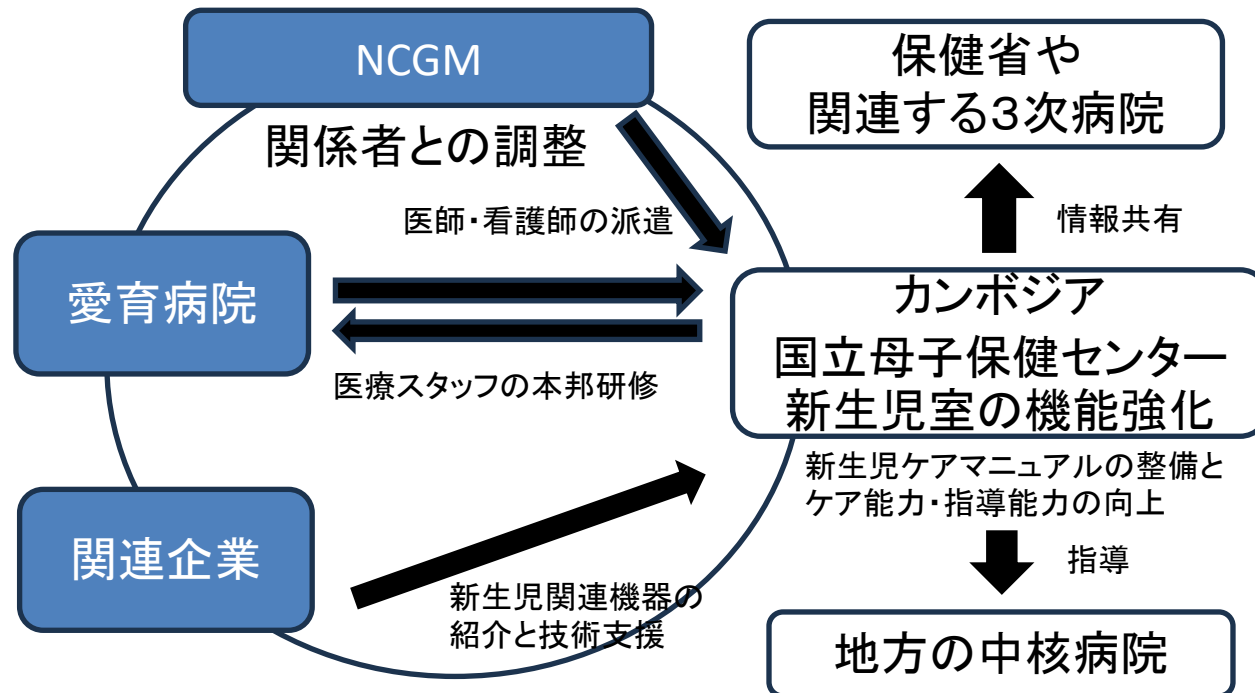 NCGM
関係者との調整
医師・看護師の派遣
愛育病院
医療スタッフの本邦研修
関連企業
新生児関連機器の
紹介と技術支援
保健省や
関連する３次病院
情報共有
カンボジア
国立母子保健センター
新生児室の機能強化
新生児ケアマニュアルの整備と
ケア能力・指導能力の向上
指導
地方の中核病院